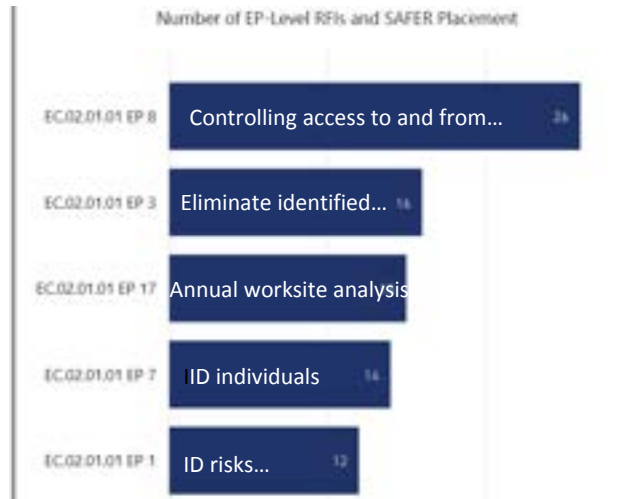 Number of EP-Level RFIs and SAFER Placement
EC.02.01.01 EP 8 Controlling access to and from... 26
EC.02.01.01 EP 3 Eliminate identified... 16
EC.02.01.01 EP 17 Annual worksite analysis
EC.02.01.01 EP 7 IID individuals 14
EC.02.01.01 EP 1 ID risks... 12